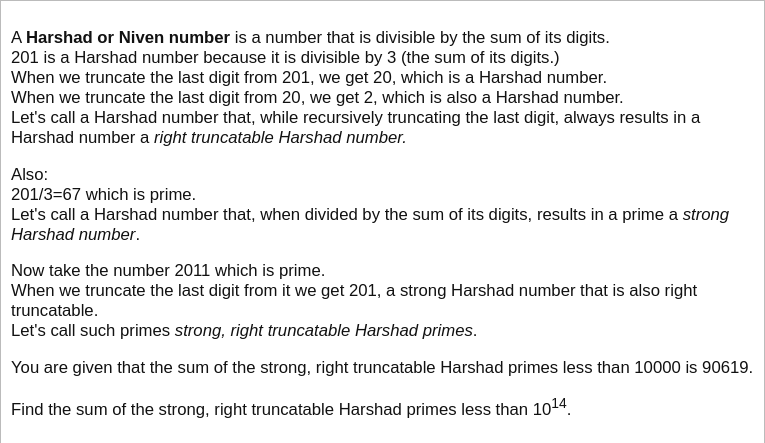 A Harshad or Niven number is a number that is divisible by the sum of its digits.
201 is a Harshad number because it is divisible by 3 (the sum of its digits.)
When we truncate the last digit from 201, we get 20, which is a Harshad number.
When we truncate the last digit from 20, we get 2, which is also a Harshad number.
Let's call a Harshad number that, while recursively truncating the last digit, always results in a
Harshad number a right truncatable Harshad number.
Also:
201/3=67 which is prime.
Let's call a Harshad number that, when divided by the sum of its digits, results in a prime a strong
Harshad number.
Now take the number 2011 which is prime.
When we truncate the last digit from it we get 201, a strong Harshad number that is also right
truncatable.
Let's call such primes strong, right truncatable Harshad primes.
You are given that the sum of the strong, right truncatable Harshad primes less than 10000 is 90619.
Find the sum of the strong, right truncatable Harshad primes less than 10^14.